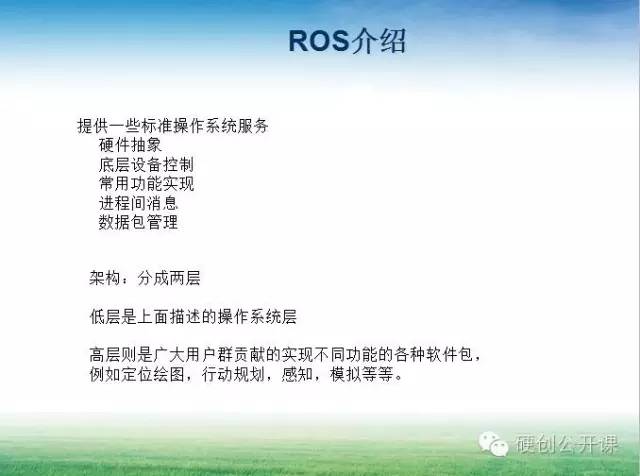 ROS介绍
提供一些标准操作系统服务
硬件抽象
底层设备控制
常用功能实现
进程间消息
数据包管理
架构：分成两层
低层是上面描述的操作系统层
高层则是广大用户群贡献的实现不同功能的各种软件包，
例如定位绘图，行动规划，感知，模拟等等。
硬创公开课